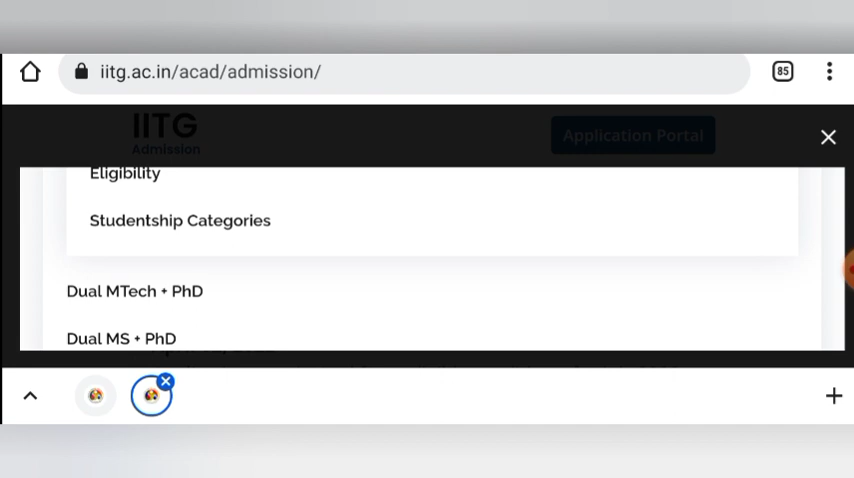 iitg.ac.in/acad/admission/
85
IITG
Admission
Application Portal
Eligibility
Studentship Categories
Dual MTech + PhD
Dual MS + PhD